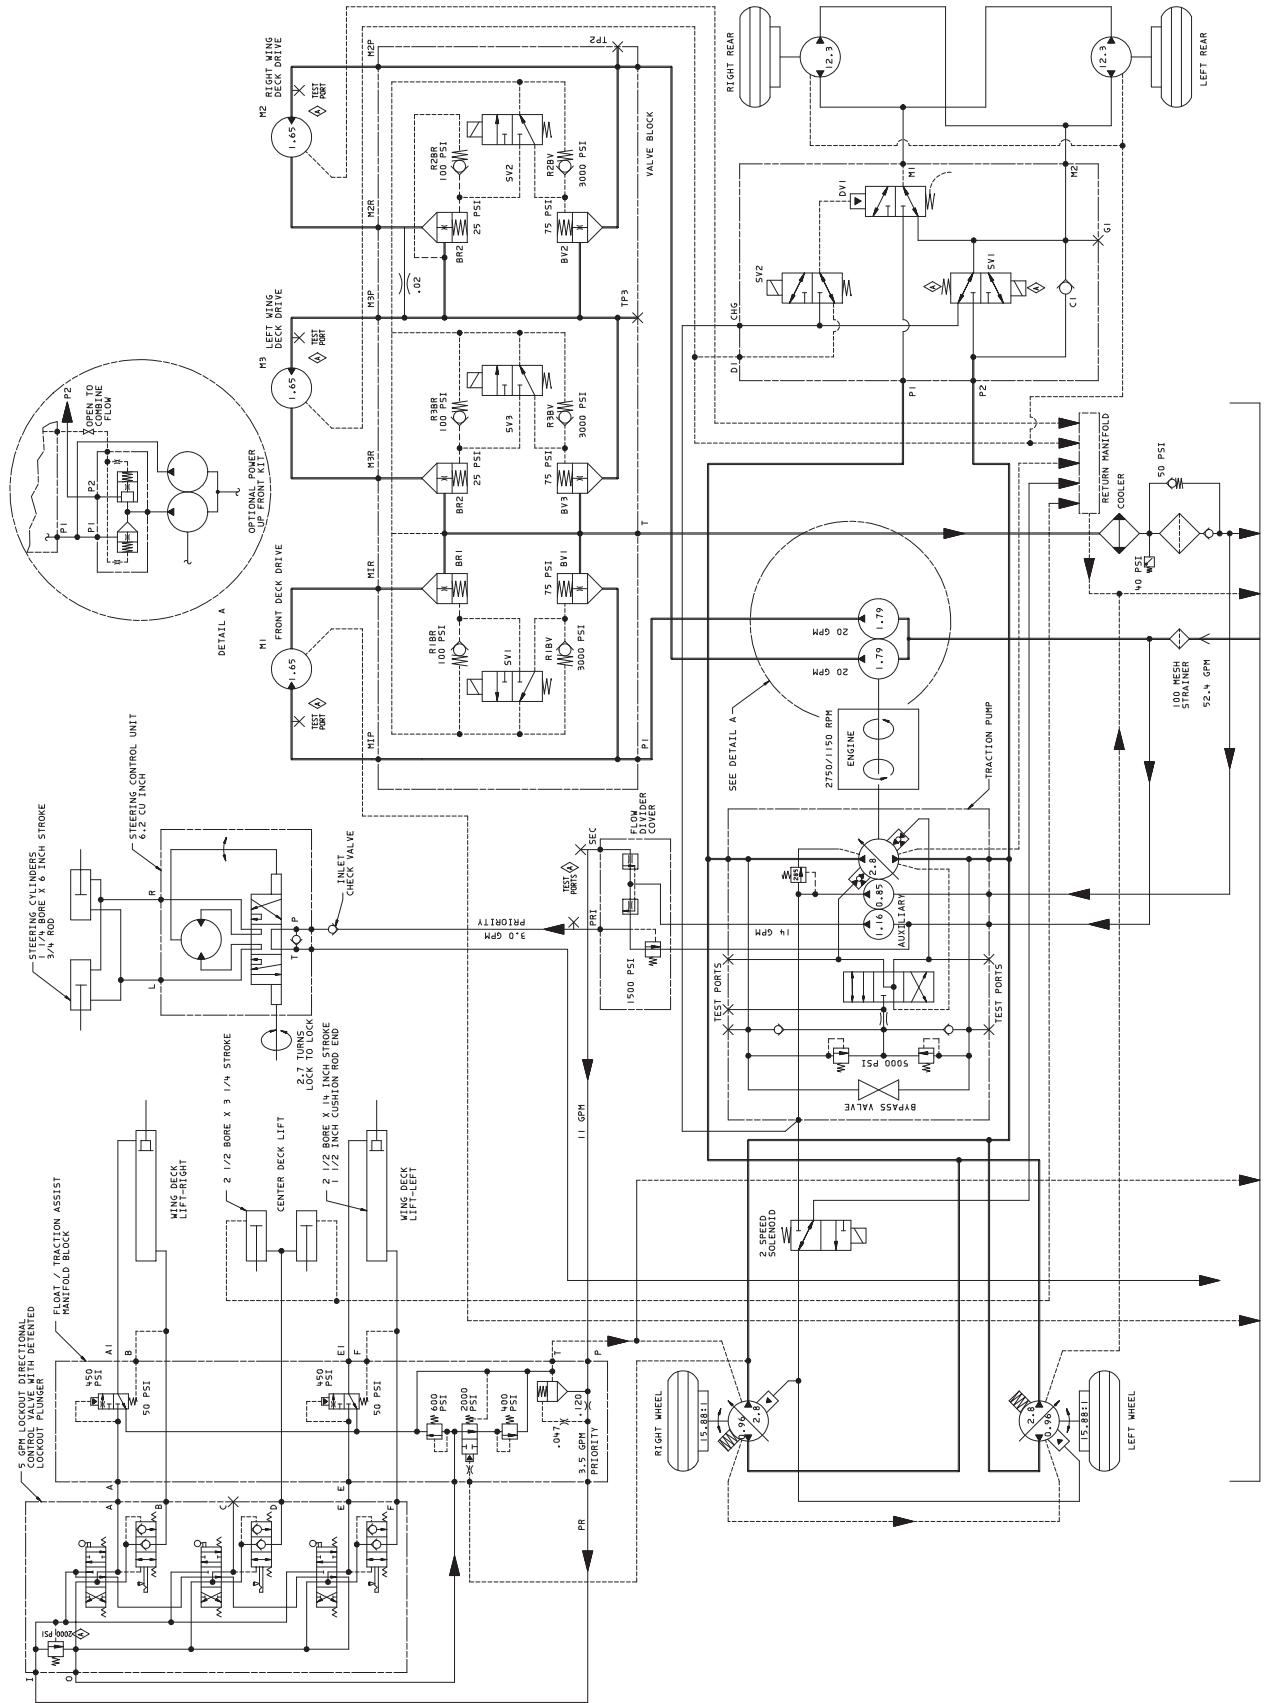 5 GPM LOCKOUT DIRECTIONAL
CONTROL VALVE WITH DETENTED
LOCKOUT PLUNGER
FLOAT / TRACTION ASSIST
MANIFOLD BLOCK
2000 PSI
A
I
O
A
B
C
D
E
F
A
E
A1
B
E1
F
450
PSI
50 PSI
450
PSI
50 PSI
600
PSI
200
PSI
400
PSI
T
P
.047
.120
3.5 GPM
PRIORITY
PR
WING DECK
LIFT-RIGHT
2 1/2 BORE X 3 1/4 STROKE
CENTER DECK LIFT
2 1/2 BORE X 14 INCH STROKE
1 1/2 INCH CUSHION ROD END
WING DECK
LIFT-LEFT
11 GPM
STEERING CYLINDERS
1 1/4 BORE X 6 INCH STROKE
3/4 ROD
STEERING CONTROL UNIT
6.2 CU INCH
L
R
T
P
2.7 TURNS
LOCK TO LOCK
INLET
CHECK VALVE
3.0 GPM
PRIORITY
PRI
SEC
TEST
PORTS
A
FLOW
DIVIDER
COVER
1500 PSI
DETAIL A
P1
P2
P1
P2
OPEN TO
COMBINE
FLOW
OPTIONAL POWER
UP FRONT KIT
M1
FRONT DECK DRIVE
1.65
TEST
PORT
A
M3
LEFT WING
DECK DRIVE
1.65
TEST
PORT
A
M2
RIGHT WING
DECK DRIVE
1.65
TEST
PORT
A
M1P
M1R
M3R
M3P
M2R
M2P
.02
R1BR
100 PSI
SV1
R1BV
3000 PSI
BR1
BV1
75 PSI
BR2
25 PSI
75 PSI
BV3
R3BR
100 PSI
SV3
R3BV
3000 PSI
BR2
25 PSI
75 PSI
BV2
R2BR
100 PSI
SV2
R2BV
3000 PSI
P1
T
TP3
TP2
VALVE BLOCK
RIGHT REAR
12.3
LEFT REAR
12.3
M1
M2
DV1
SV2
CHG
D1
SV1
A
A
C1
G1
P1
P2
RETURN MANIFOLD
COOLER
50 PSI
40 PSI
100 MESH
STRAINER
52.4 GPM
SEE DETAIL A
20 GPM
20 GPM
1.79
1.79
2750/1150 RPM
ENGINE
TRACTION PUMP
285
2.8
0.85
1.16
AUXILIARY
14 GPM
TEST PORTS
TEST PORTS
5000 PSI
BYPASS VALVE
2 SPEED
SOLENOID
RIGHT WHEEL
15.88:1
0.96
2.8
LEFT WHEEL
15.88:1
2.8
0.96